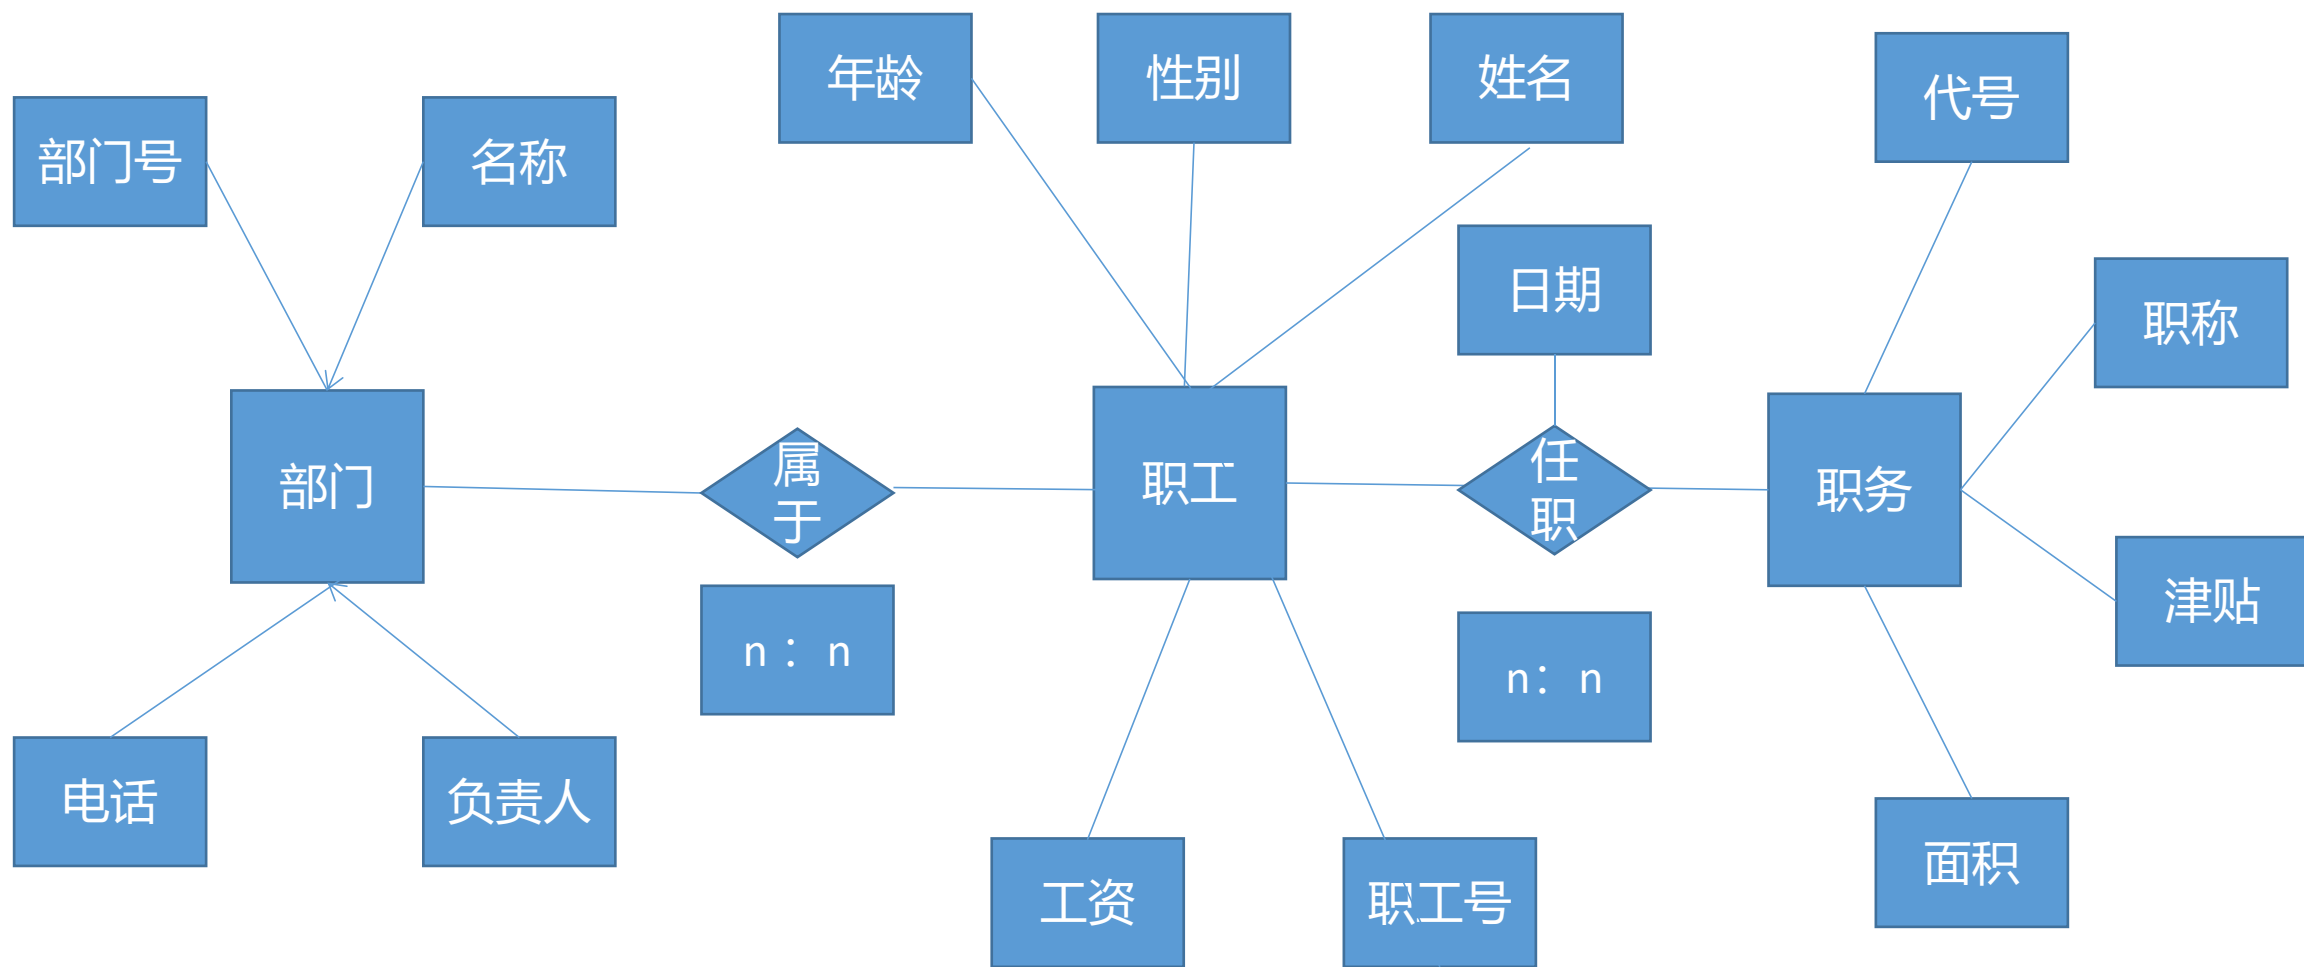 年龄
性别
姓名
代号
部门号
名称
日期
职称
部门
属
于
职工
任
职
职务
津贴
n ： n
n： n
电话
负责人
工资
职工号
面积